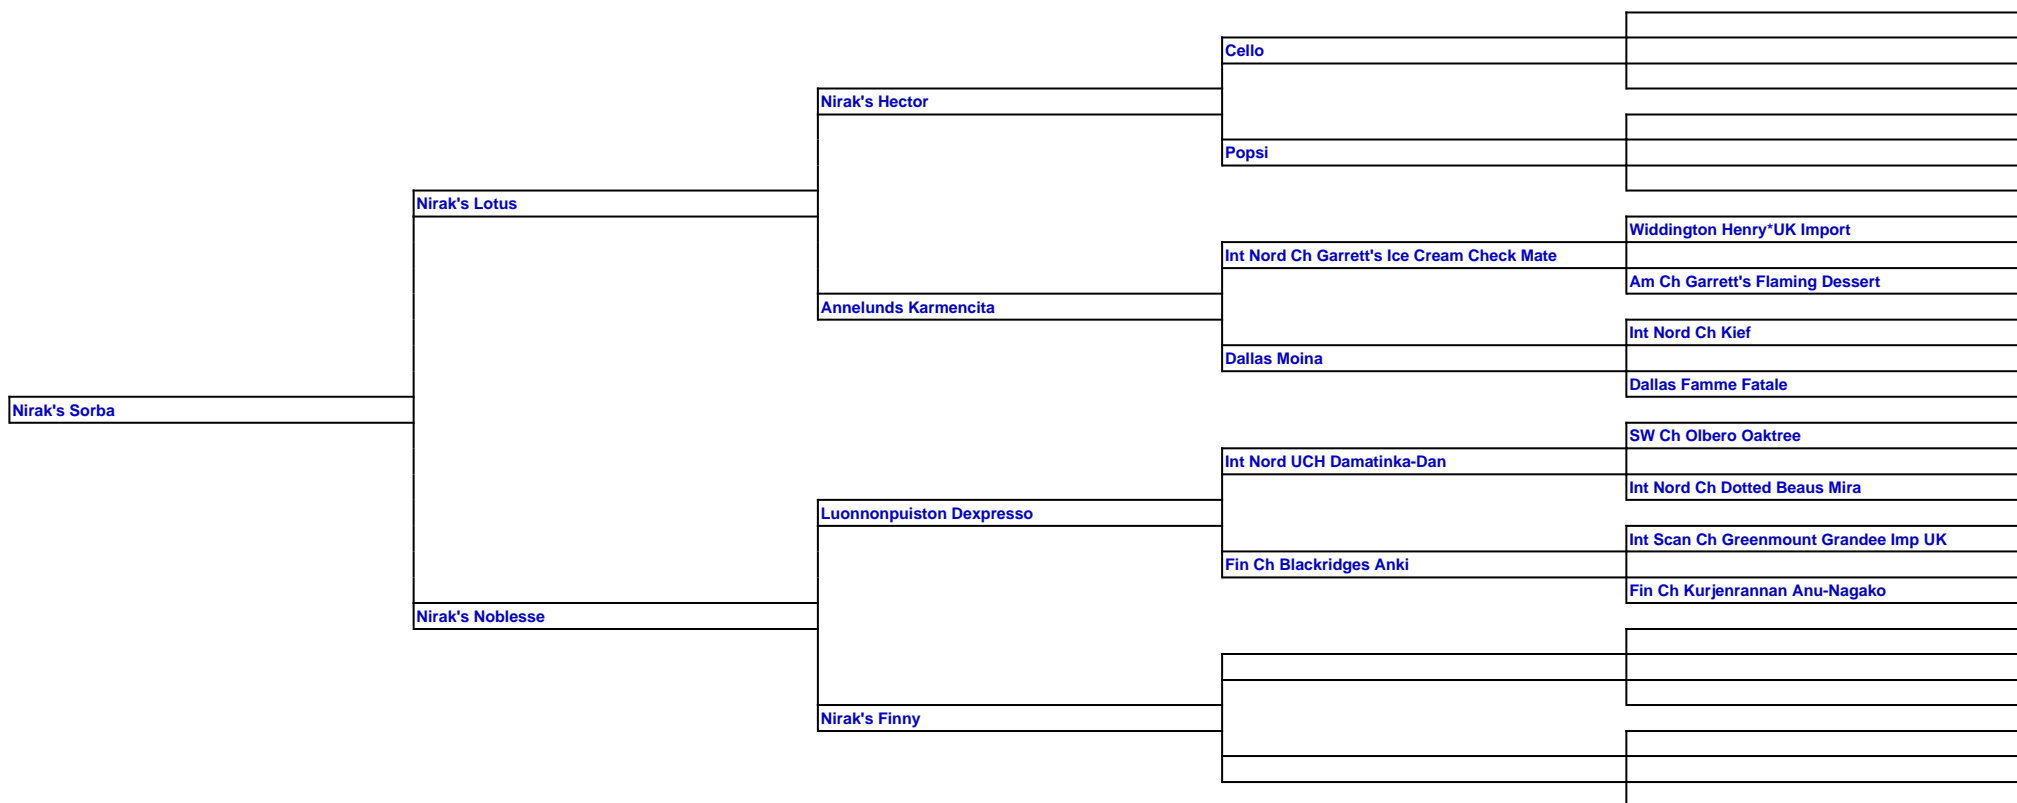 Cello
Nirak's Hector
Popsi
Nirak's Lotus
Widdington Henry*UK Import
Int Nord Ch Garrett's Ice Cream Check Mate
Am Ch Garrett's Flaming Dessert
Annelunds Karmencita
Int Nord Ch Kief
Dallas Moina
Dallas Famme Fatale
Nirak's Sorba
SW Ch Olbero Oaktree
Int Nord UCH Damatinka-Dan
Int Nord Ch Dotted Beaus Mira
Luonnonpuiston Dexpresso
Int Scan Ch Greenmount Grandee Imp UK
Fin Ch Blackridges Anki
Fin Ch Kurjenrannan Anu-Nagako
Nirak's Noblesse
Nirak's Finny